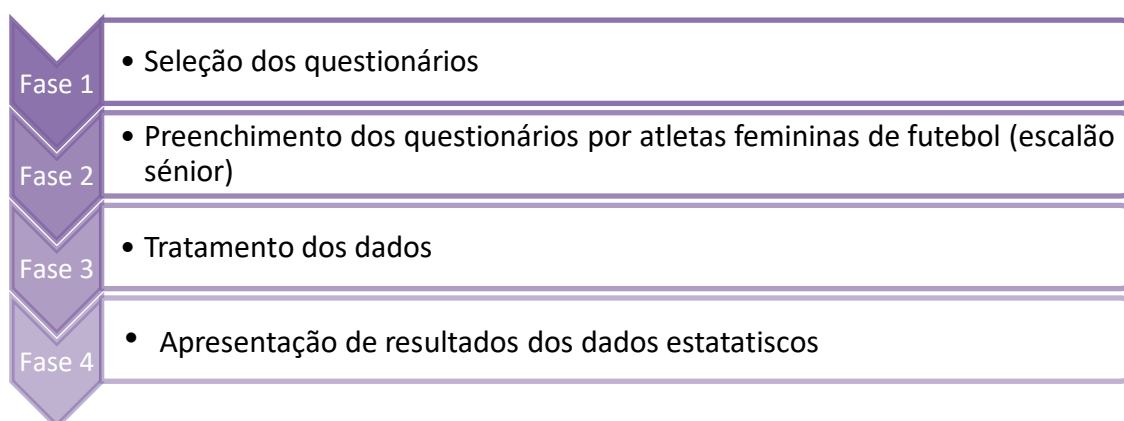 Fase 1
• Seleção dos questionários
Fase 2
• Preenchimento dos questionários por atletas femininas de futebol (escalão
sénior)
Fase 3
• Tratamento dos dados
Fase 4
• Apresentação de resultados dos dados estatatiscos